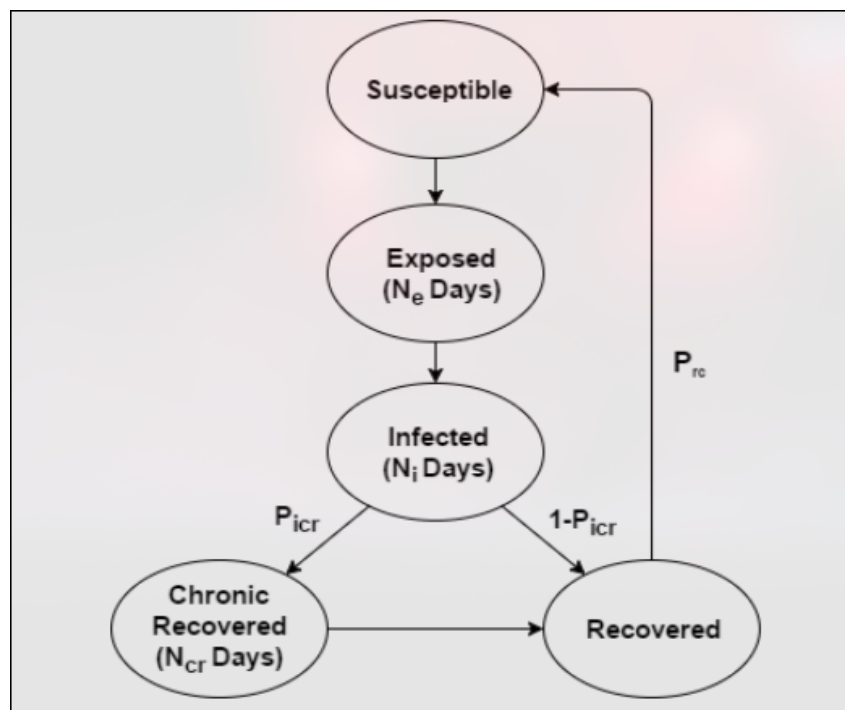 Susceptible
Exposed
(Ne Days)
Prc
Infected
(Ni Days)
Picr
1-Picr
Chronic
Recovered
(Ncr Days)
Recovered